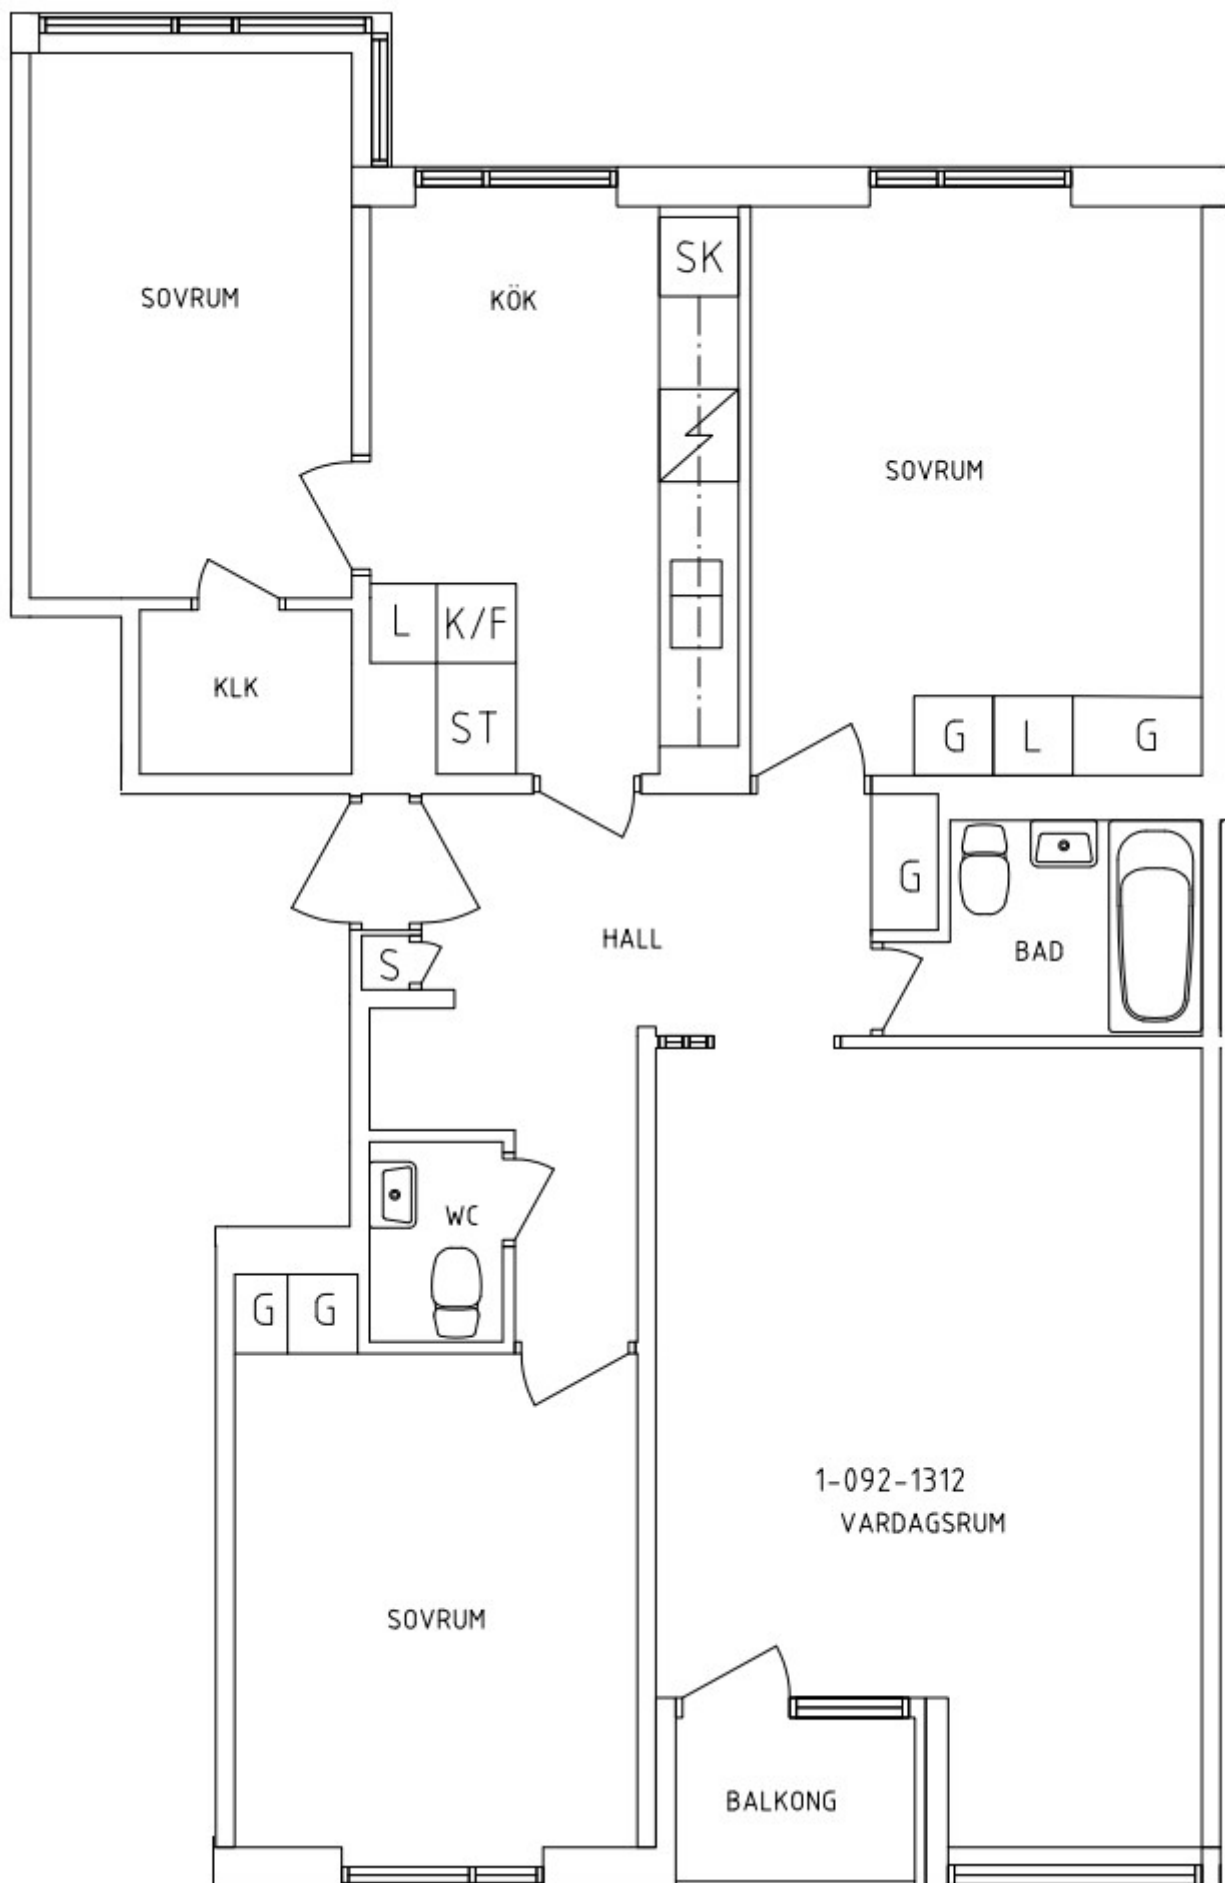 SK
SOVRUM
KÖK
SOVRUM
L
K/F
KLK
ST
G
L
G
G
HALL
BAD
S
WC
G
G
1-092-1312
VARDAGSRUM
SOVRUM
BALKONG